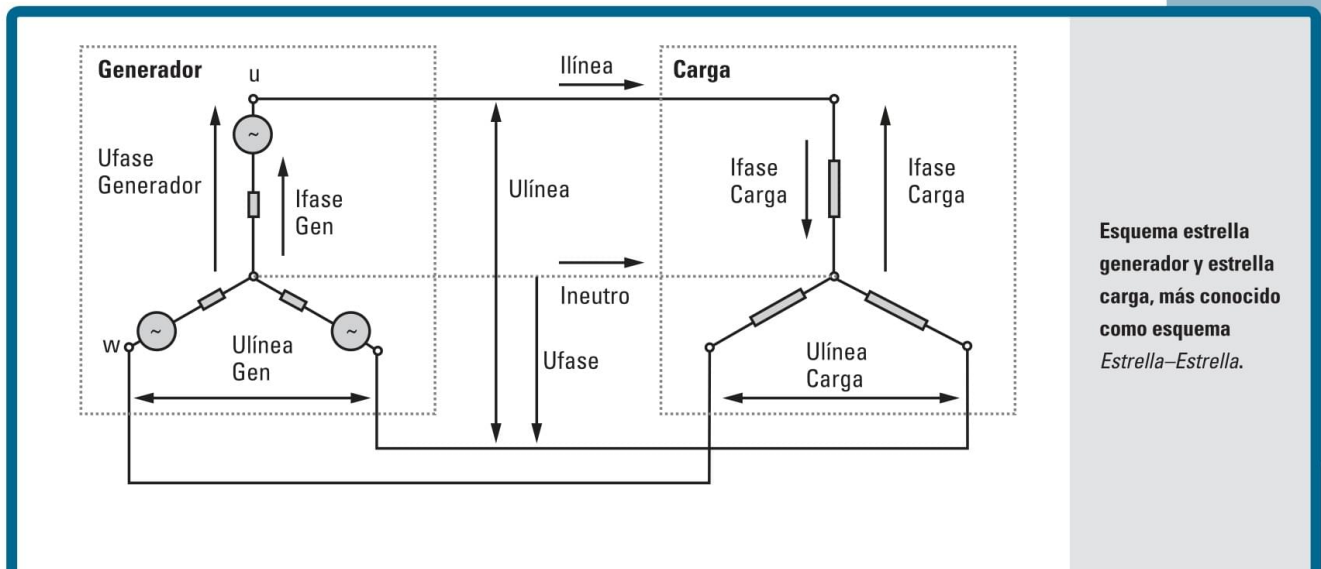 Generador
u
Ufase
Generador
~
Ifase
Gen
w
~
~
Ulínea
Gen
Ilínea
Ulínea
Ineutro
Ufase
Carga
Ifase
Carga
Ifase
Carga
Ulínea
Carga
Esquema estrella
generador y estrella
carga, más conocido
como esquema
Estrella–Estrella.